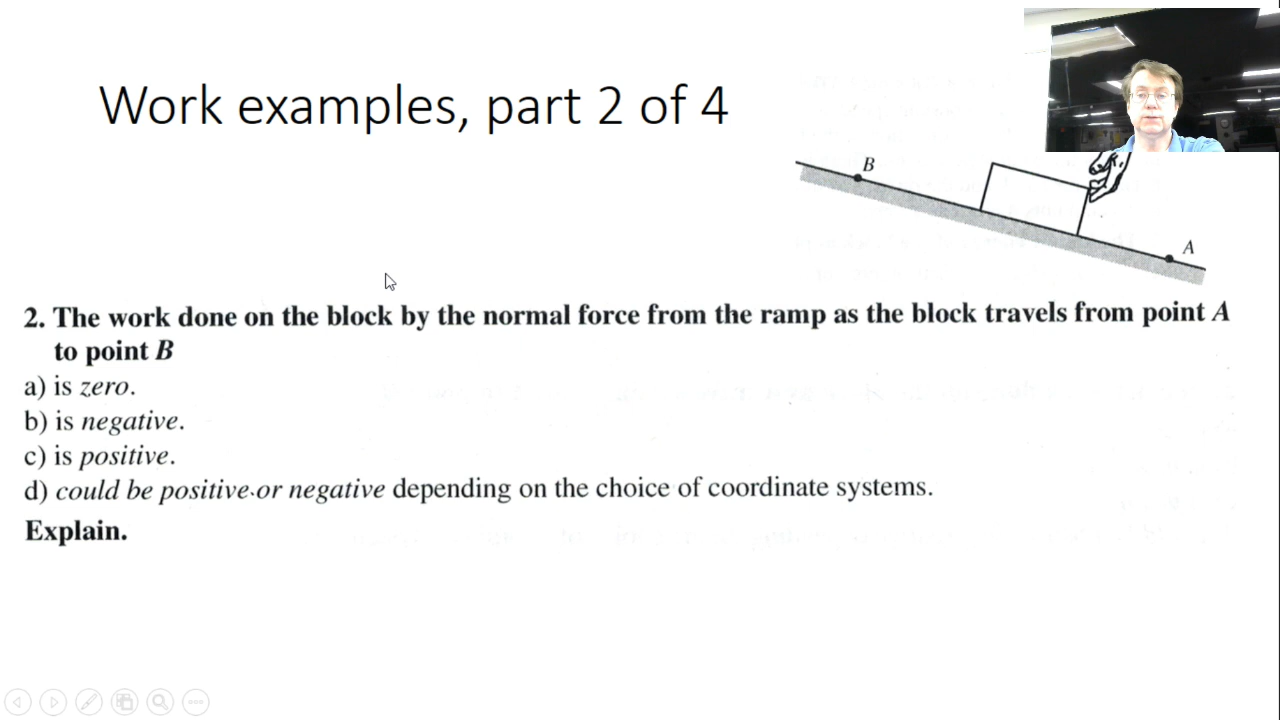 Work examples, part 2 of 4
B
A
2. The work done on the block by the normal force from the ramp as the block travels from point A
to point B
a) is zero.
b) is negative.
c) is positive.
d) could be positive or negative depending on the choice of coordinate systems.
Explain.